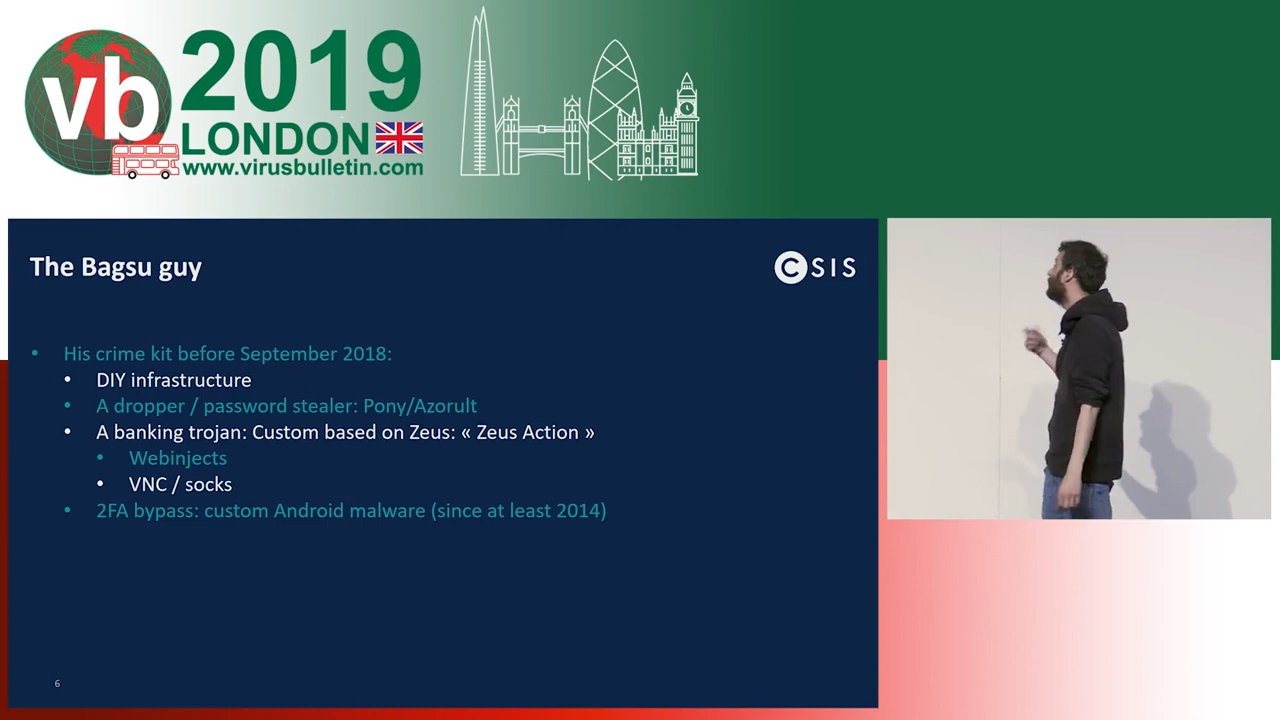 vb
2019
LONDON
www.virusbulletin.com
The Bagsu guy
CSIS
• His crime kit before September 2018:
• DIY infrastructure
• A dropper / password stealer: Pony/Azorult
• A banking trojan: Custom based on Zeus: « Zeus Action »
• Webinjects
• VNC / socks
• 2FA bypass: custom Android malware (since at least 2014)
6